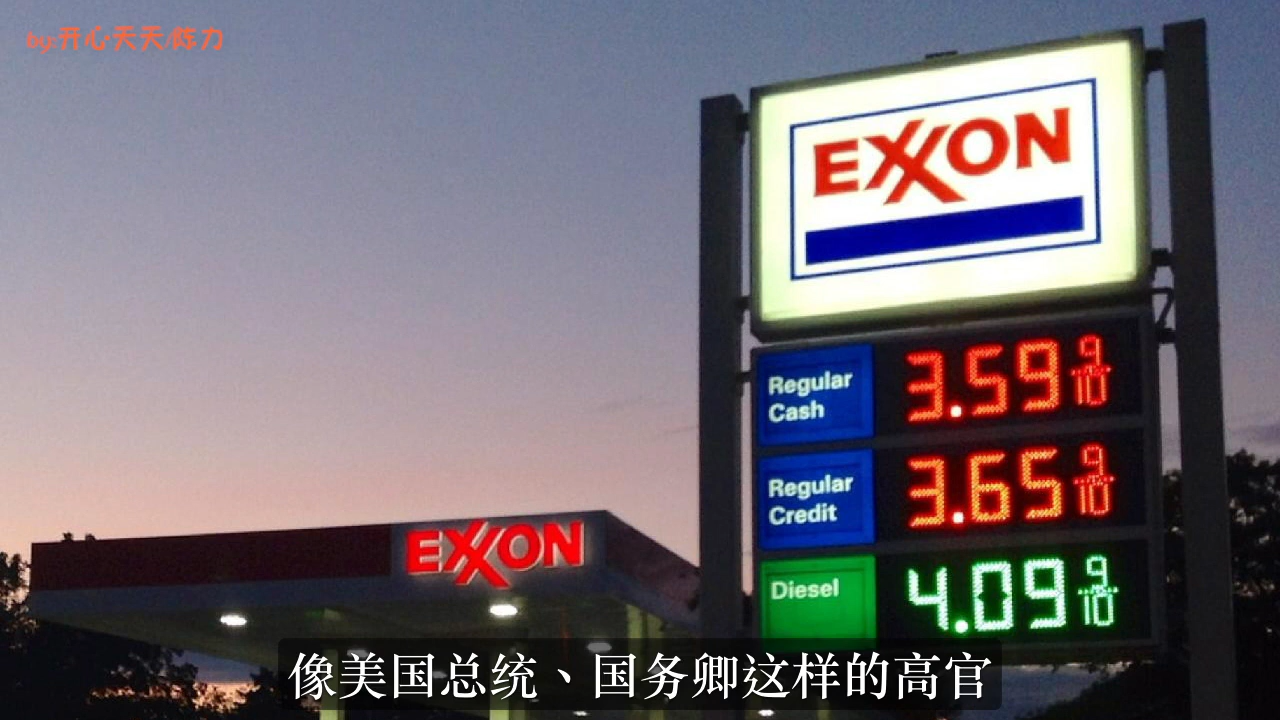 by:开心天天/陈力
EXXON
Regular
Cash
3.59 9/10
Regular
Credit
3.65 9/10
Diesel
4.09 9/10
EXXON
像美国总统、国务卿这样的高官